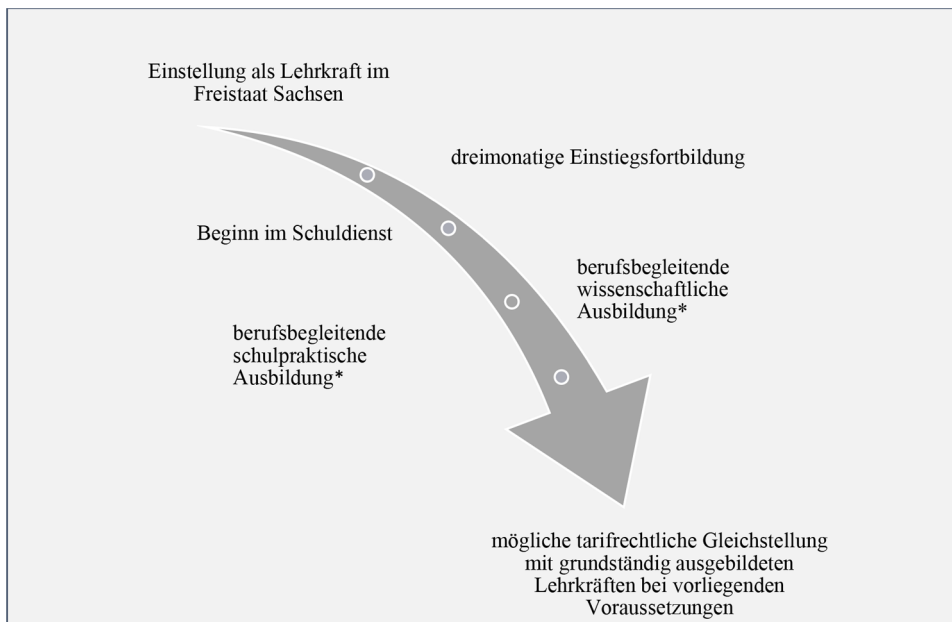 Einstellung als Lehrkraft im
Freistaat Sachsen
dreimonatige Einstiegsfortbildung
Beginn im Schuldienst
berufsbegleitende
wissenschaftliche
Ausbildung*
berufsbegleitende
schulpraktische
Ausbildung*
mögliche tarifrechtliche Gleichstellung
mit grundständig ausgebildeten
Lehrkräften bei vorliegenden
Voraussetzungen